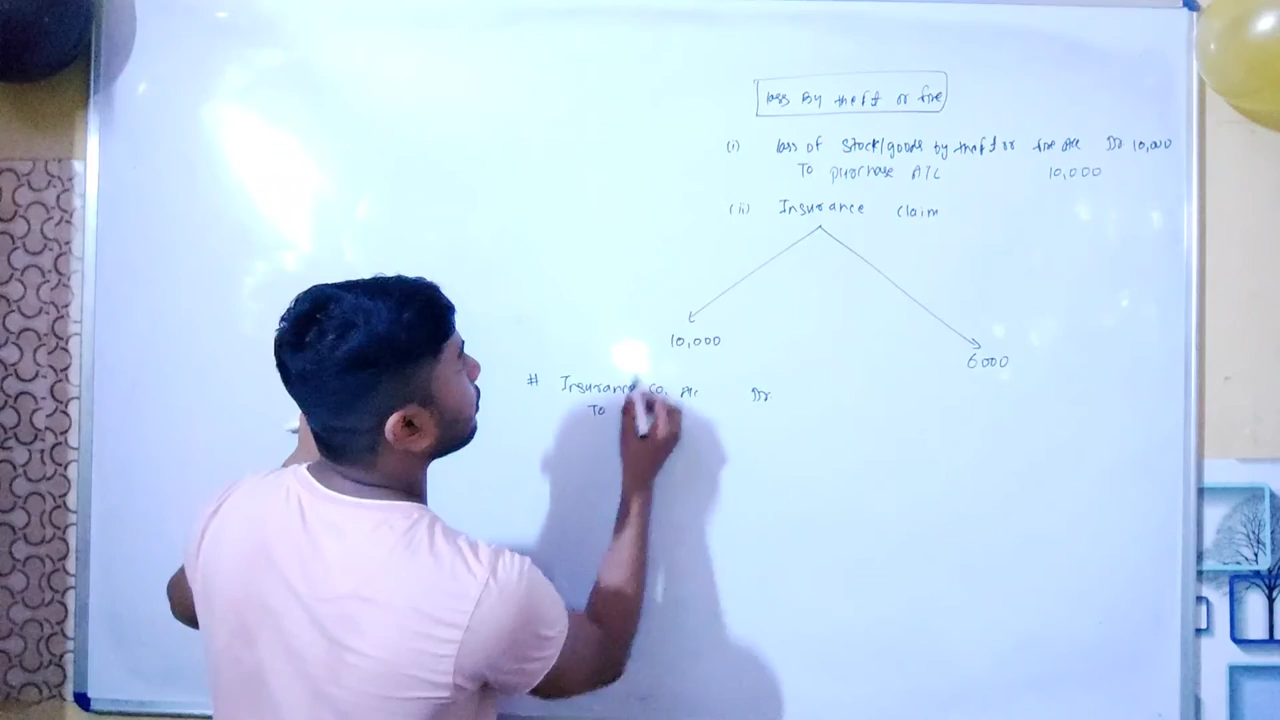 loss By theft or fire
(i) loss of stock/goods by theft or fire A/c Dr 10,000
To purchase A/C 10,000
(ii) Insurance claim
10,000
6000
# Insurance co. A/c Dr.
To